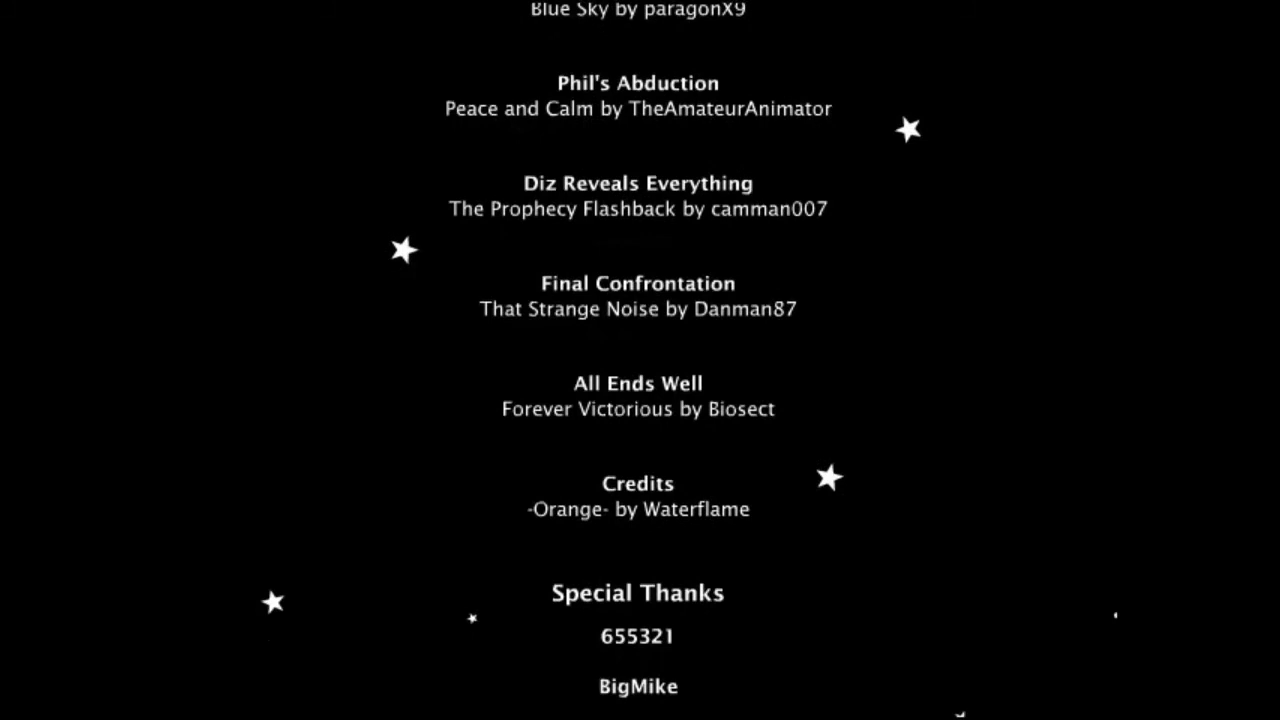 Blue Sky by paragonX9
Phil's Abduction
Peace and Calm by TheAmateurAnimator
Diz Reveals Everything
The Prophecy Flashback by camman007
Final Confrontation
That Strange Noise by Danman87
All Ends Well
Forever Victorious by Biosect
Credits
-Orange- by Waterflame
Special Thanks
655321
BigMike